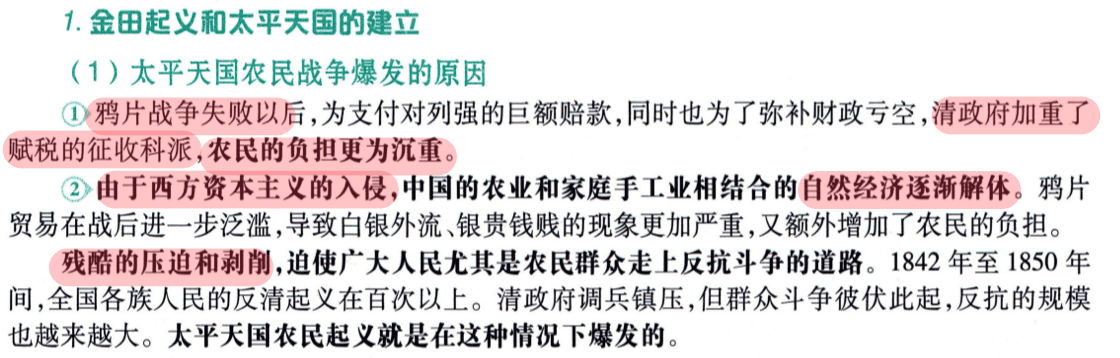 1. 金田起义和太平天国的建立
（1）太平天国农民战争爆发的原因
①鸦片战争失败以后，为支付对列强的巨额赔款，同时也为了弥补财政亏空，清政府加重了
赋税的征收科派，农民的负担更为沉重。
②由于西方资本主义的入侵，中国的农业和家庭手工业相结合的自然经济逐渐解体。鸦片
贸易在战后进一步泛滥，导致白银外流、银贵钱贱的现象更加严重，又额外增加了农民的负担。
残酷的压迫和剥削，迫使广大人民尤其是农民群众走上反抗斗争的道路。1842年至1850年
间，全国各族人民的反清起义在百次以上。清政府调兵镇压，但群众斗争彼伏此起，反抗的规模
也越来越大。太平天国农民起义就是在这种情况下爆发的。